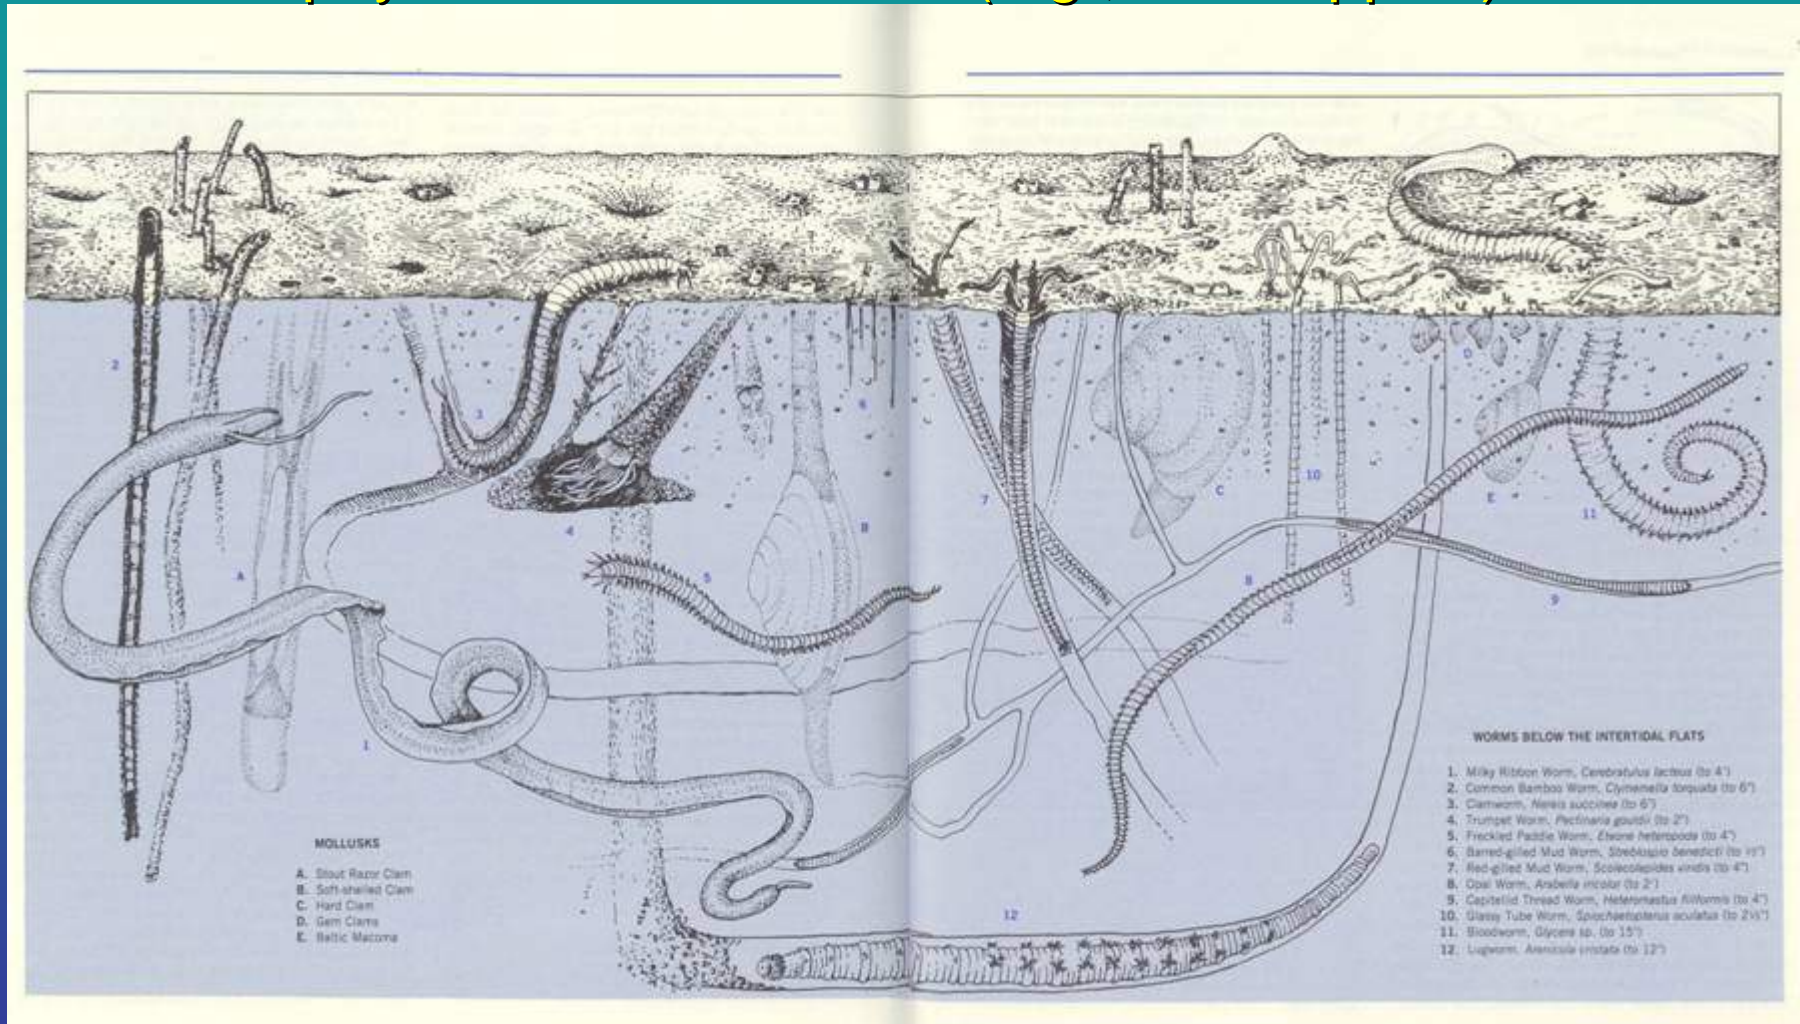 2
3
6
10
D
7
C
E
11
4
B
A
5
8
9
1
12
MOLLUSKS
A. Stout Razor Clam
B. Soft-shelled Clam
C. Hard Clam
D. Gem Clams
E. Baltic Macoma
WORMS BELOW THE INTERTIDAL FLATS
1. Milky Ribbon Worm, Cerebratulus lacteus (to 4')
2. Common Bamboo Worm, Clymenella torquata (to 6")
3. Clamworm, Nereis succinea (to 6")
4. Trumpet Worm, Pectinaria gouldii (to 2")
5. Freckled Paddle Worm, Eteone heteropoda (to 4")
6. Barred-gilled Mud Worm, Streblospio benedicti (to ½")
7. Red-gilled Mud Worm, Scolecolepides viridis (to 4")
8. Opal Worm, Arabella iricolor (to 2')
9. Capitellid Thread Worm, Heteromastus filiformis (to 4")
10. Glassy Tube Worm, Spiochaetopterus oculatus (to 2½")
11. Bloodworm, Glycera sp. (to 15")
12. Lugworm, Arenicola cristata (to 12")